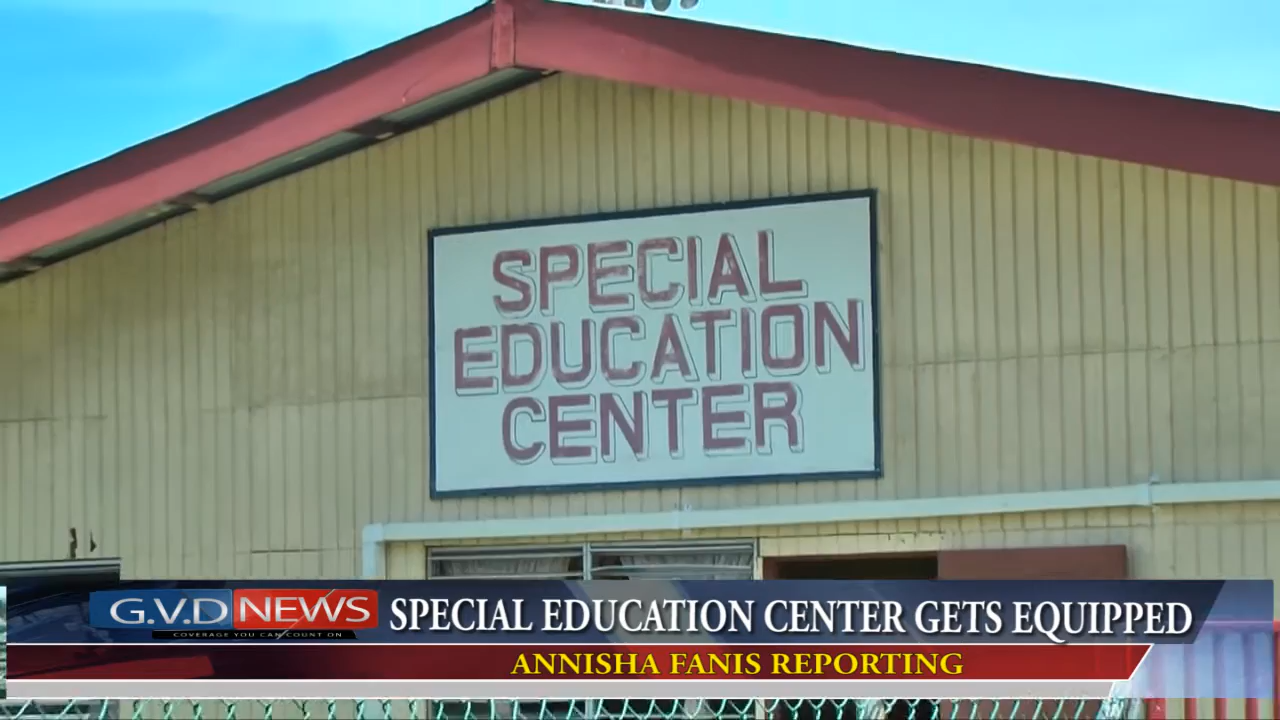 SPECIAL
EDUCATION
CENTER
G.V.D NEWS
COVERAGE YOU CAN COUNT ON
SPECIAL EDUCATION CENTER GETS EQUIPPED
ANNISHA FANIS REPORTING